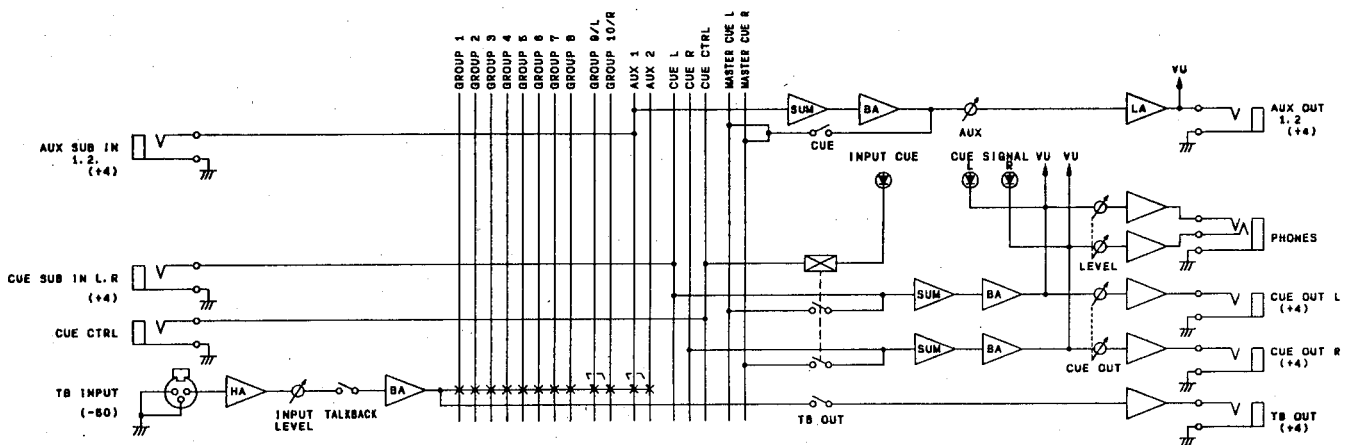 GROUP 1
GROUP 2
GROUP 3
GROUP 4
GROUP 5
GROUP 6
GROUP 7
GROUP 8
GROUP 9/L
GROUP 10/R
AUX 1
AUX 2
CUE L
CUE R
CUE CTRL
MASTER CUE L
MASTER CUE R
AUX SUB IN
1. 2.
(+4)
SUM
BA
AUX
CUE
LA
VU
AUX OUT
1.2
(+4)
INPUT CUE
CUE SIGNAL
L
R
VU
VU
LEVEL
PHONES
CUE SUB IN L.R
(+4)
SUM
BA
CUE OUT L
(+4)
CUE CTRL
SUM
BA
CUE OUT
CUE OUT R
(+4)
TB INPUT
(-50)
HA
INPUT
LEVEL
TALKBACK
BA
TB OUT
TB OUT
(+4)